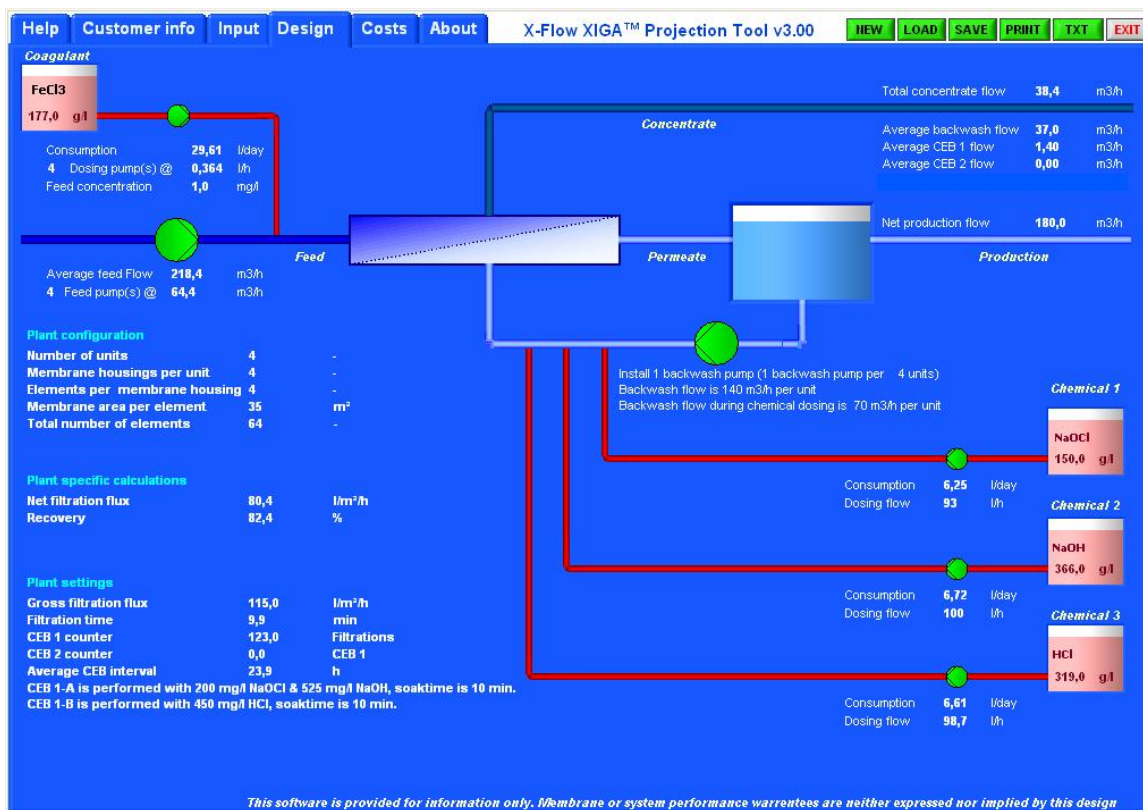 Help Customer info Input Design Costs About X-Flow XIGA™ Projection Tool v3.00 NEW LOAD SAVE PRINT TXT EXIT
Coagulant
FeCl3
177,0 g/l
Total concentrate flow 38,4 m3/h
Concentrate
Average backwash flow 37,0 m3/h
Average CEB 1 flow 1,40 m3/h
Average CEB 2 flow 0,00 m3/h
Consumption 29,61 l/day
4 Dosing pump(s) @ 0,364 l/h
Feed concentration 1,0 mg/l
Net production flow 180,0 m3/h
Feed Permeate Production
Average feed Flow 218,4 m3/h
4 Feed pump(s) @ 64,4 m3/h
Plant configuration
Number of units 4 -
Membrane housings per unit 4 -
Elements per membrane housing 4 -
Membrane area per element 35 m²
Total number of elements 64 -
Install 1 backwash pump (1 backwash pump per 4 units)
Backwash flow is 140 m3/h per unit
Backwash flow during chemical dosing is 70 m3/h per unit
Chemical 1
NaOCl
150,0 g/l
Consumption 6,25 l/day
Dosing flow 93 l/h
Plant specific calculations
Net filtration flux 80,4 l/m²/h
Recovery 82,4 %
Chemical 2
NaOH
366,0 g/l
Consumption 6,72 l/day
Dosing flow 100 l/h
Plant settings
Gross filtration flux 115,0 l/m²/h
Filtration time 9,9 min
CEB 1 counter 123,0 Filtrations
CEB 2 counter 0,0 CEB 1
Average CEB interval 23,9 h
CEB 1-A is performed with 200 mg/l NaOCl & 525 mg/l NaOH, soaktime is 10 min.
CEB 1-B is performed with 450 mg/l HCl, soaktime is 10 min.
Chemical 3
HCl
319,0 g/l
Consumption 6,61 l/day
Dosing flow 98,7 l/h
This software is provided for information only. Membrane or system performance warrentees are neither expressed nor implied by this design